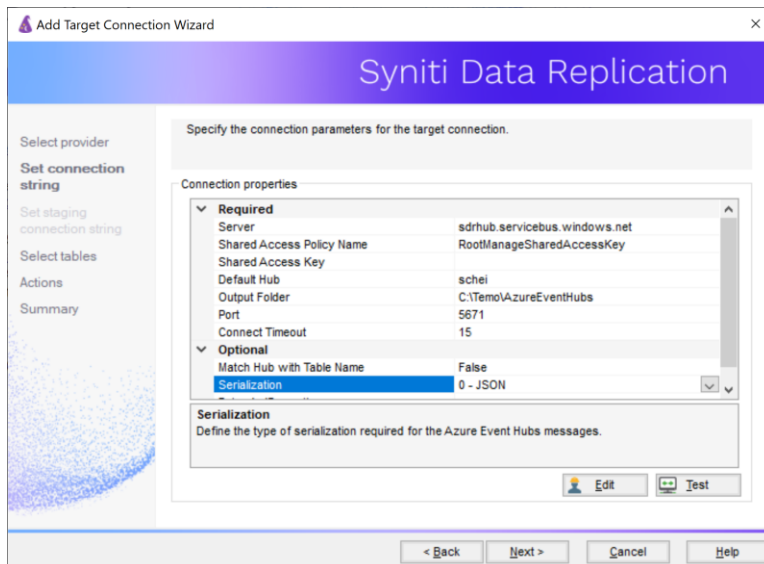 Add Target Connection Wizard
Syniti Data Replication
Select provider
Set connection
string
Set staging
connection string
Select tables
Actions
Summary
Specify the connection parameters for the target connection.
Connection properties
Required
Server sdrhub.servicebus.windows.net
Shared Access Policy Name RootManageSharedAccessKey
Shared Access Key
Default Hub schei
Output Folder C:\Temo\AzureEventHubs
Port 5671
Connect Timeout 15
Optional
Match Hub with Table Name False
Serialization 0 - JSON
Serialization
Define the type of serialization required for the Azure Event Hubs messages.
Edit Test
< Back Next > Cancel Help